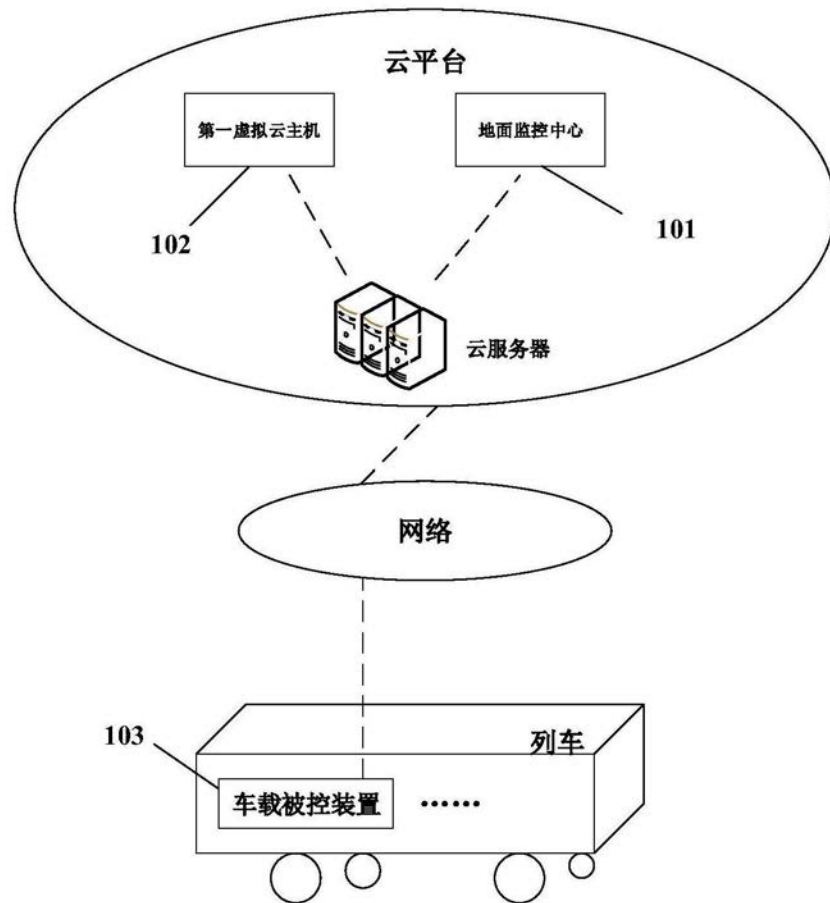 云平台
第一虚拟云主机
地面监控中心
102
101
云服务器
网络
103
列车
车载被控装置
······